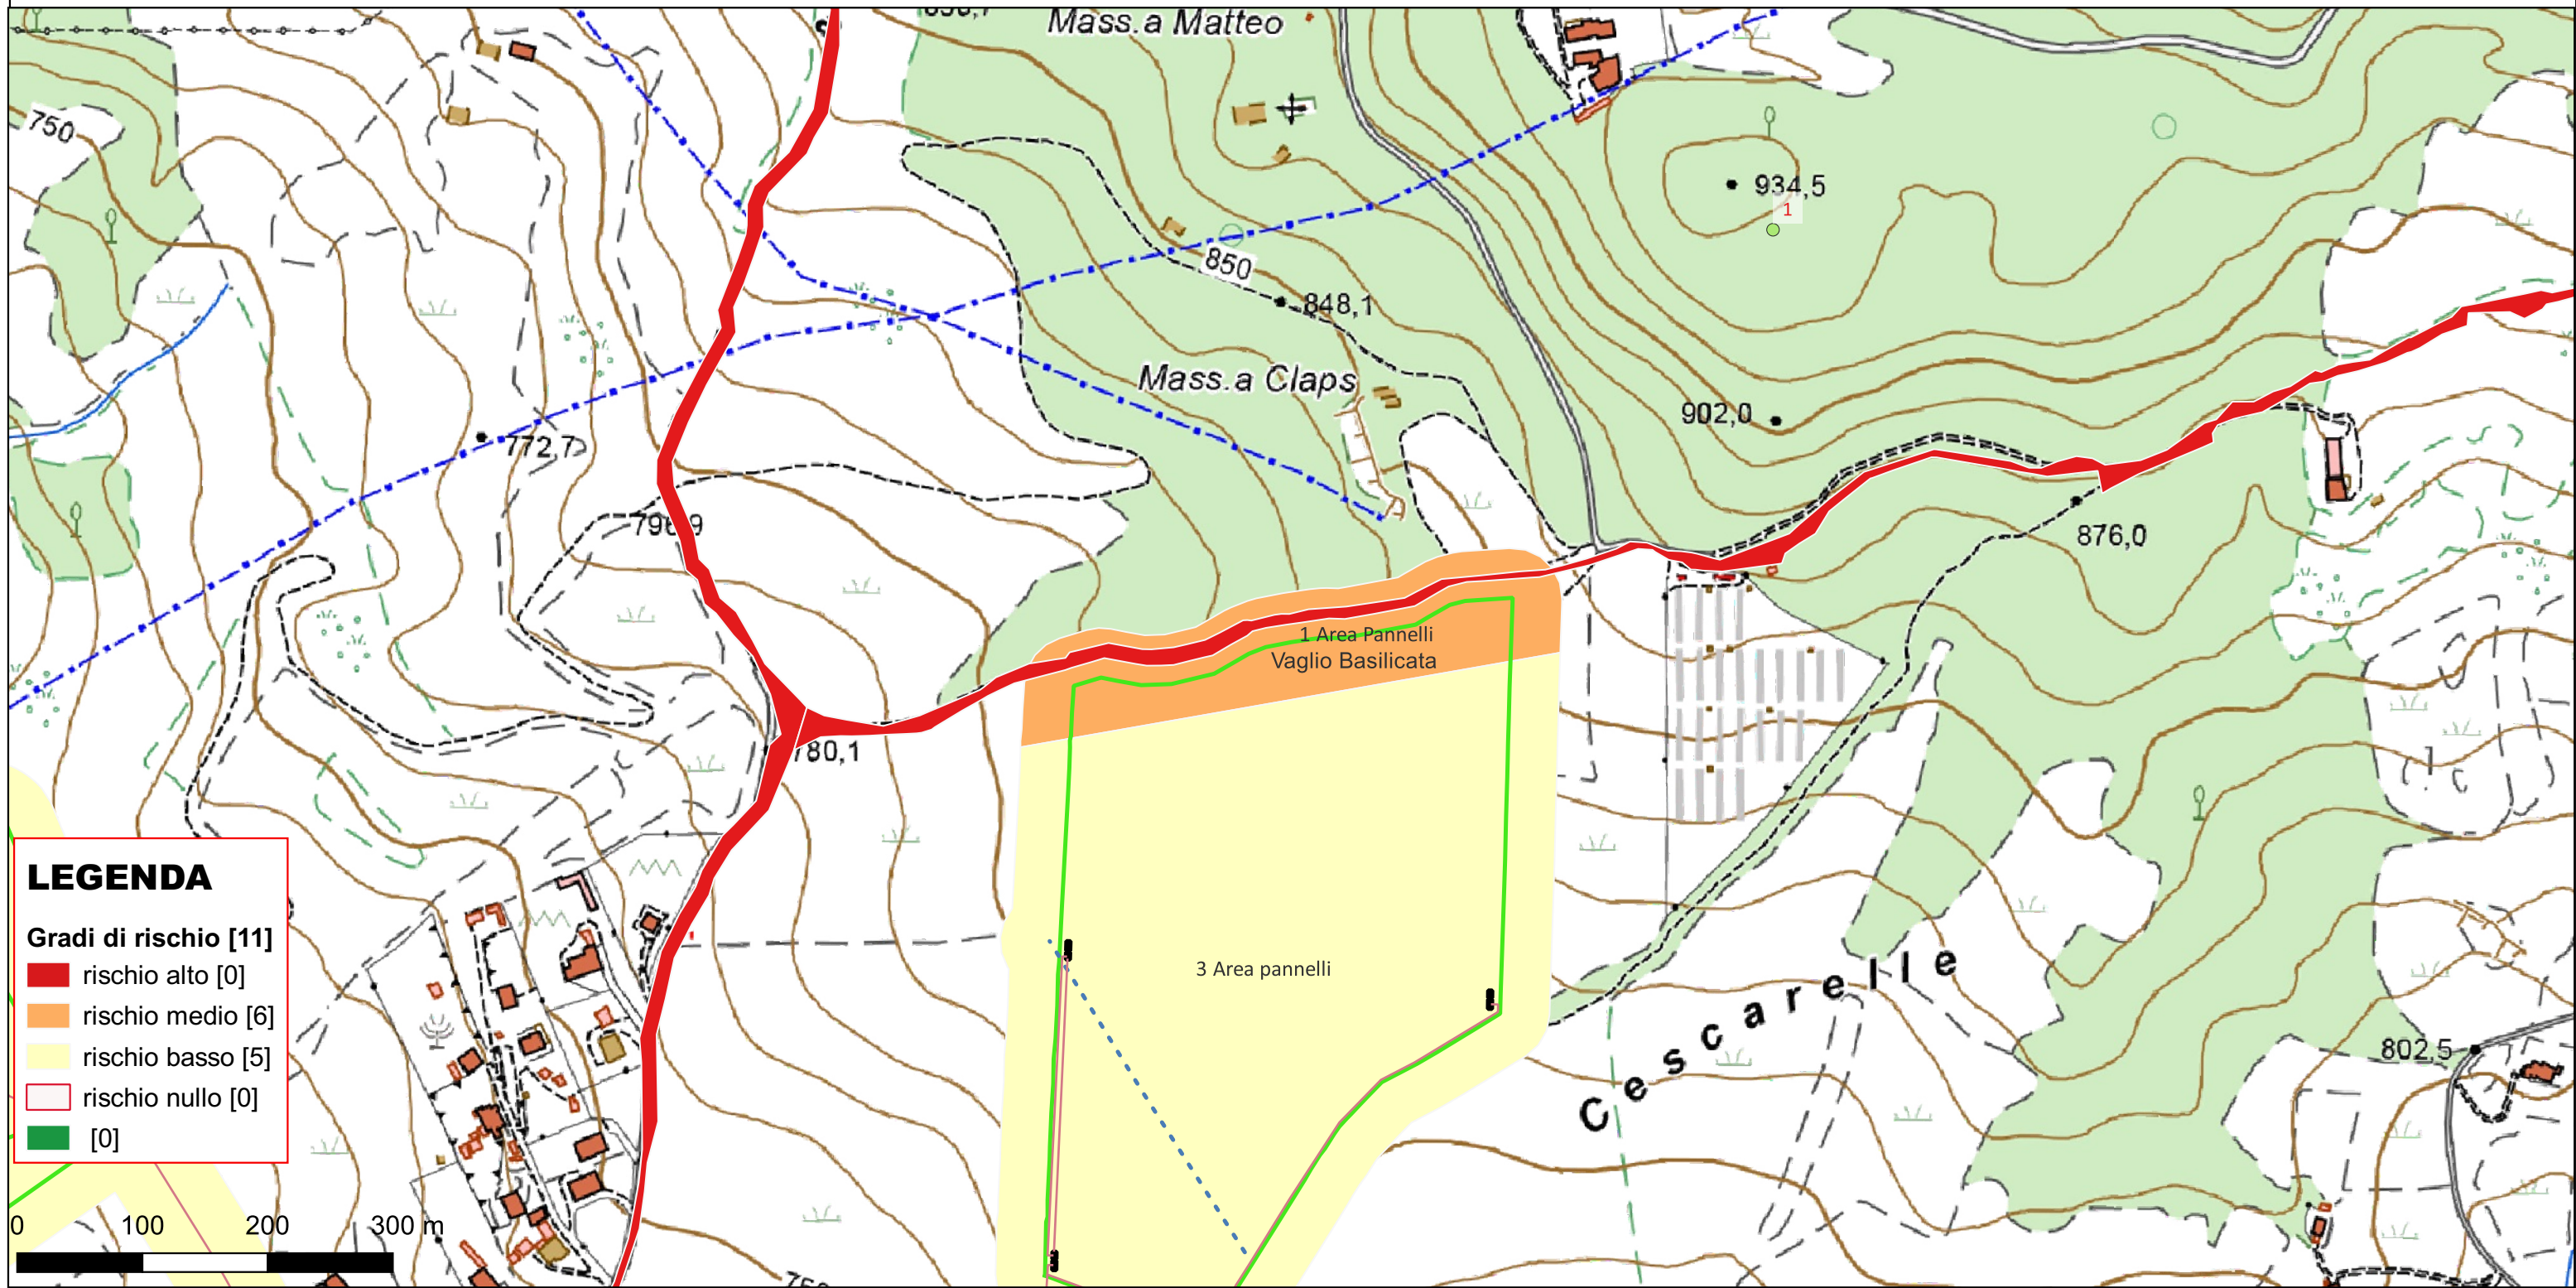 Mass.a Matteo
750
934,5
1
850
848,1
Mass.a Claps
902,0
772,7
796,9
876,0
1 Area Pannelli
Vaglio Basilicata
780,1
3 Area pannelli
Cescarelle
802,5
LEGENDA
Gradi di rischio [11]
rischio alto [0]
rischio medio [6]
rischio basso [5]
rischio nullo [0]
[0]
0 100 200 300 m